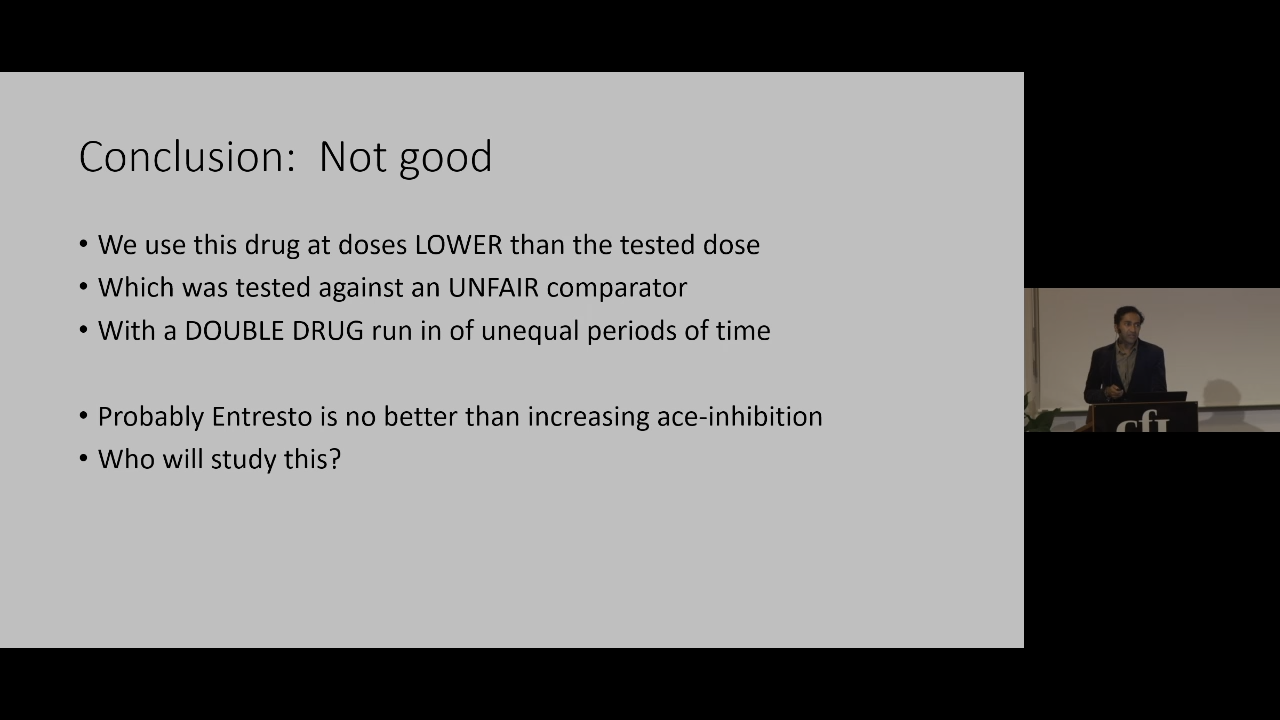 Conclusion:  Not good
• We use this drug at doses LOWER than the tested dose
• Which was tested against an UNFAIR comparator
• With a DOUBLE DRUG run in of unequal periods of time
• Probably Entresto is no better than increasing ace-inhibition
• Who will study this?